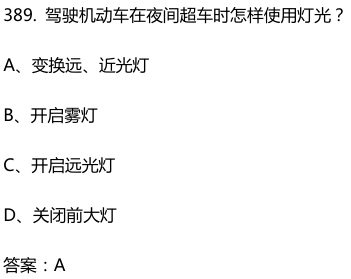 389. 驾驶机动车在夜间超车时怎样使用灯光？
A、变换远、近光灯
B、开启雾灯
C、开启远光灯
D、关闭前大灯
答案：A